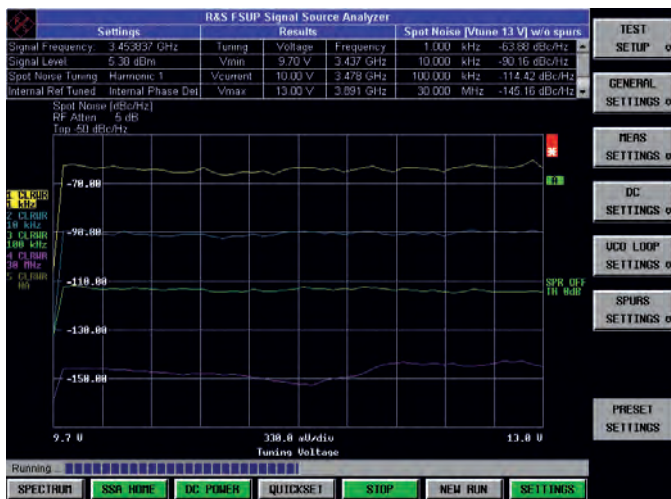 R&S FSUP Signal Source Analyzer
Settings Results Spot Noise [Vtune 13 V] w/o spurs
Signal Frequency: 3.453837 GHz Tuning Voltage Frequency 1.000 kHz -63.88 dBc/Hz
Signal Level 5.38 dBm Vmin 9.70 V 3.437 GHz 10.000 kHz -90.16 dBc/Hz
Spot Noise Tuning Harmonic 1 Vcurrent 10.00 V 3.478 GHz 100.000 kHz -114.42 dBc/Hz
Internal Ref Tuned Internal Phase Det Vmax 13.00 V 3.891 GHz 30.000 MHz -145.16 dBc/Hz
Spot Noise [dBc/Hz]
RF Atten 5 dB
Top -50 dBc/Hz
-70.00
A
1 CLRWR
1 kHz
2 CLRWR
10 kHz
3 CLRWR
100 kHz
4 CLRWR
30 MHz
5 CLRWR
-90.00
-110.00
SPR OFF
TH 0dB
-130.00
-150.00
9.7 V 330.0 mV/div 13.0 V
Tuning Voltage
Running ...
SPECTRUM SSA HOME DC POWER QUICKSET STOP NEW RUN SETTINGS
TEST
SETUP
GENERAL
SETTINGS
MEAS
SETTINGS
DC
SETTINGS
VCO LOOP
SETTINGS
SPURS
SETTINGS
PRESET
SETTINGS